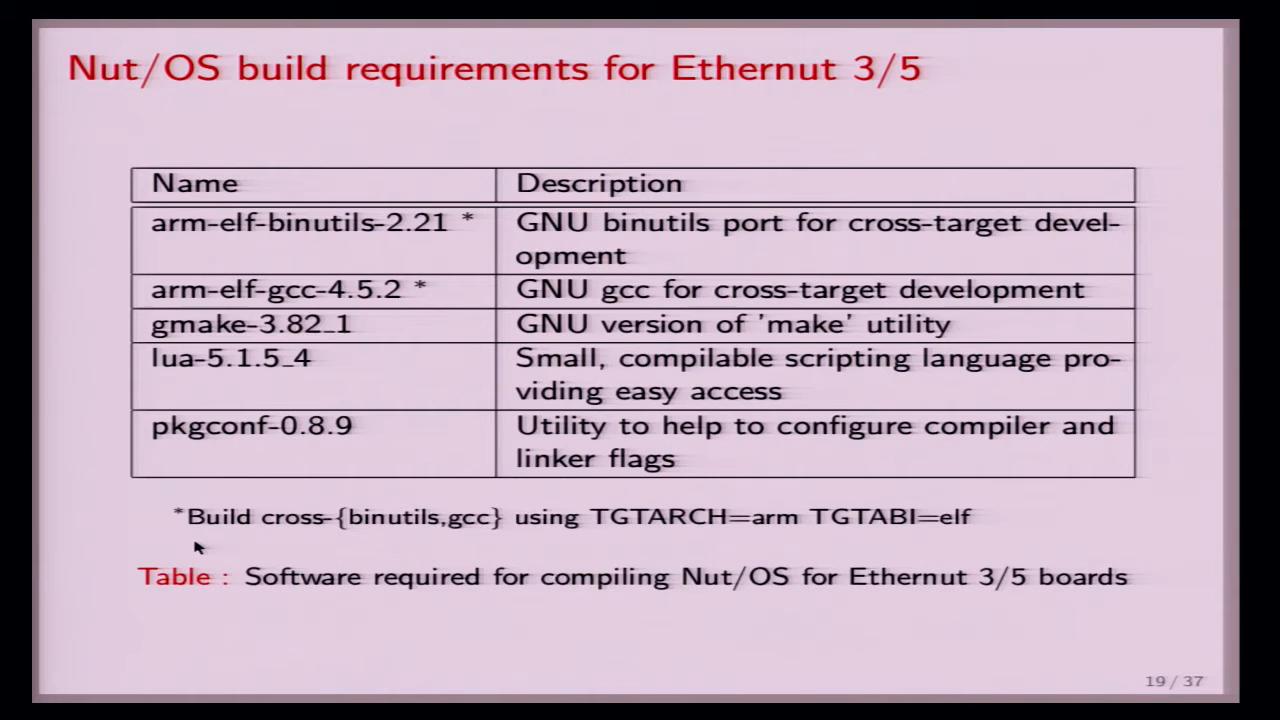 Nut/OS build requirements for Ethernut 3/5
Name Description
arm-elf-binutils-2.21 * GNU binutils port for cross-target devel-
opment
arm-elf-gcc-4.5.2 * GNU gcc for cross-target development
gmake-3.82_1 GNU version of 'make' utility
lua-5.1.5_4 Small, compilable scripting language pro-
viding easy access
pkgconf-0.8.9 Utility to help to configure compiler and
linker flags
*Build cross-{binutils,gcc} using TGTARCH=arm TGTABI=elf
Table : Software required for compiling Nut/OS for Ethernut 3/5 boards
19 / 37